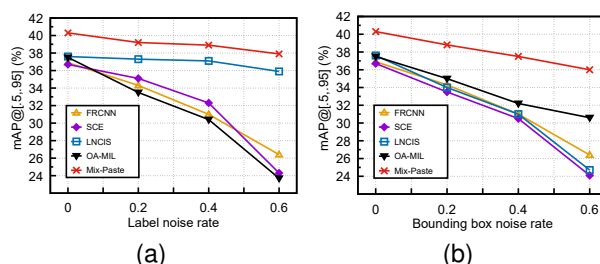 42
40
38
36
34
32
30
28
26
24
mAP@[.5,.95] (%)
FRCNN
SCE
LNCIS
OA-MIL
Mix-Paste
0 0.2 0.4 0.6
Label noise rate
(a)
42
40
38
36
34
32
30
28
26
24
mAP@[.5,.95] (%)
FRCNN
SCE
LNCIS
OA-MIL
Mix-Paste
0 0.2 0.4 0.6
Bounding box noise rate
(b)